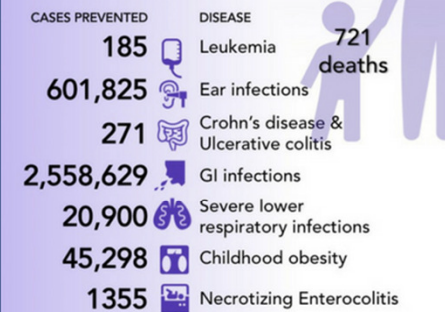 CASES PREVENTED DISEASE
185 Leukemia
721
deaths
601,825 Ear infections
271 Crohn's disease &
Ulcerative colitis
2,558,629 GI infections
20,900 Severe lower
respiratory infections
45,298 Childhood obesity
1355 Necrotizing Enterocolitis